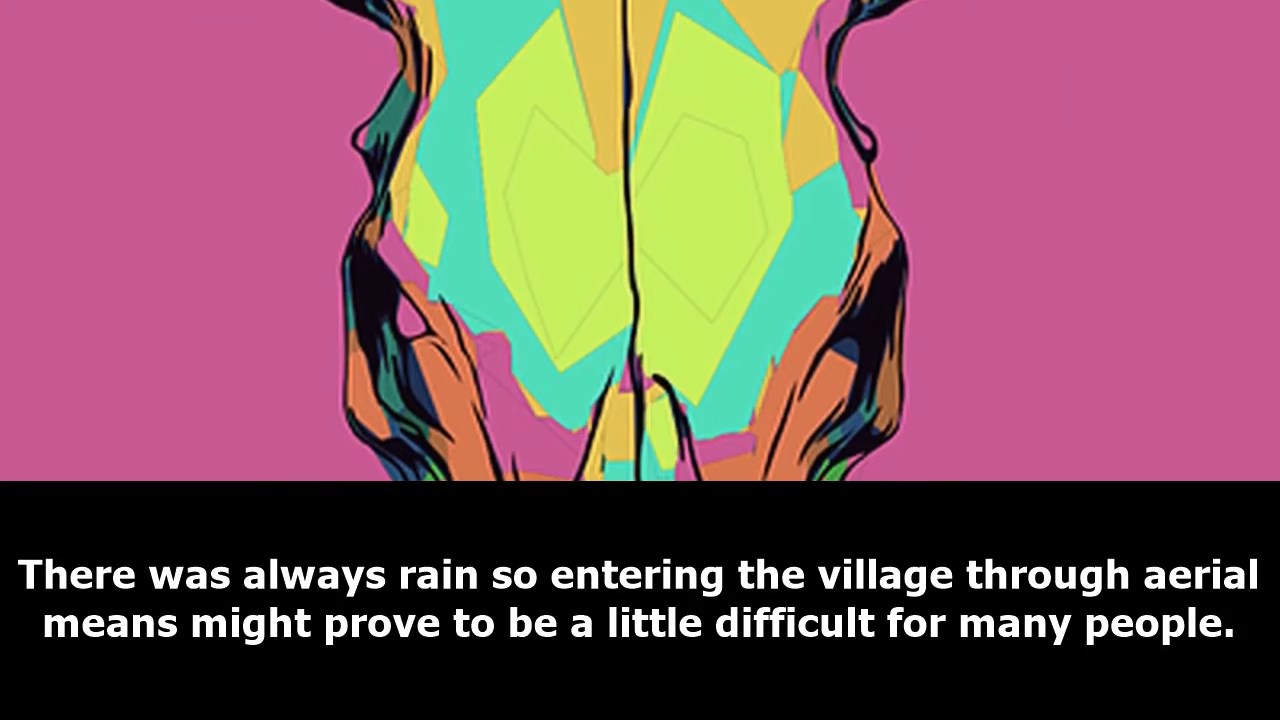 There was always rain so entering the village through aerial
means might prove to be a little difficult for many people.